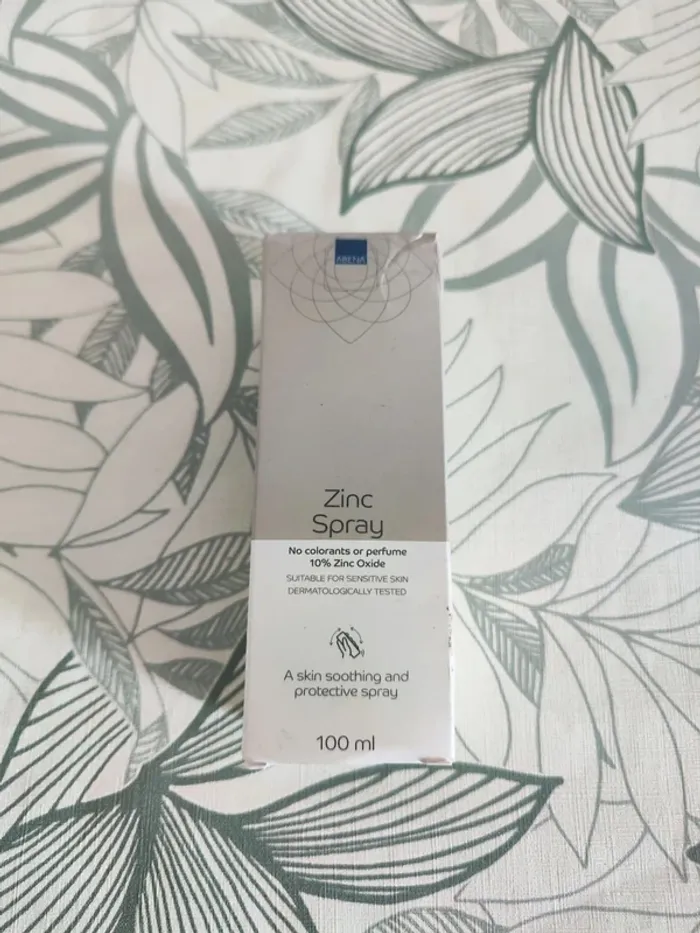 ABENA
Zinc
Spray
No colorants or perfume
10% Zinc Oxide
SUITABLE FOR SENSITIVE SKIN
DERMATOLOGICALLY TESTED
A skin soothing and
protective spray
100 ml